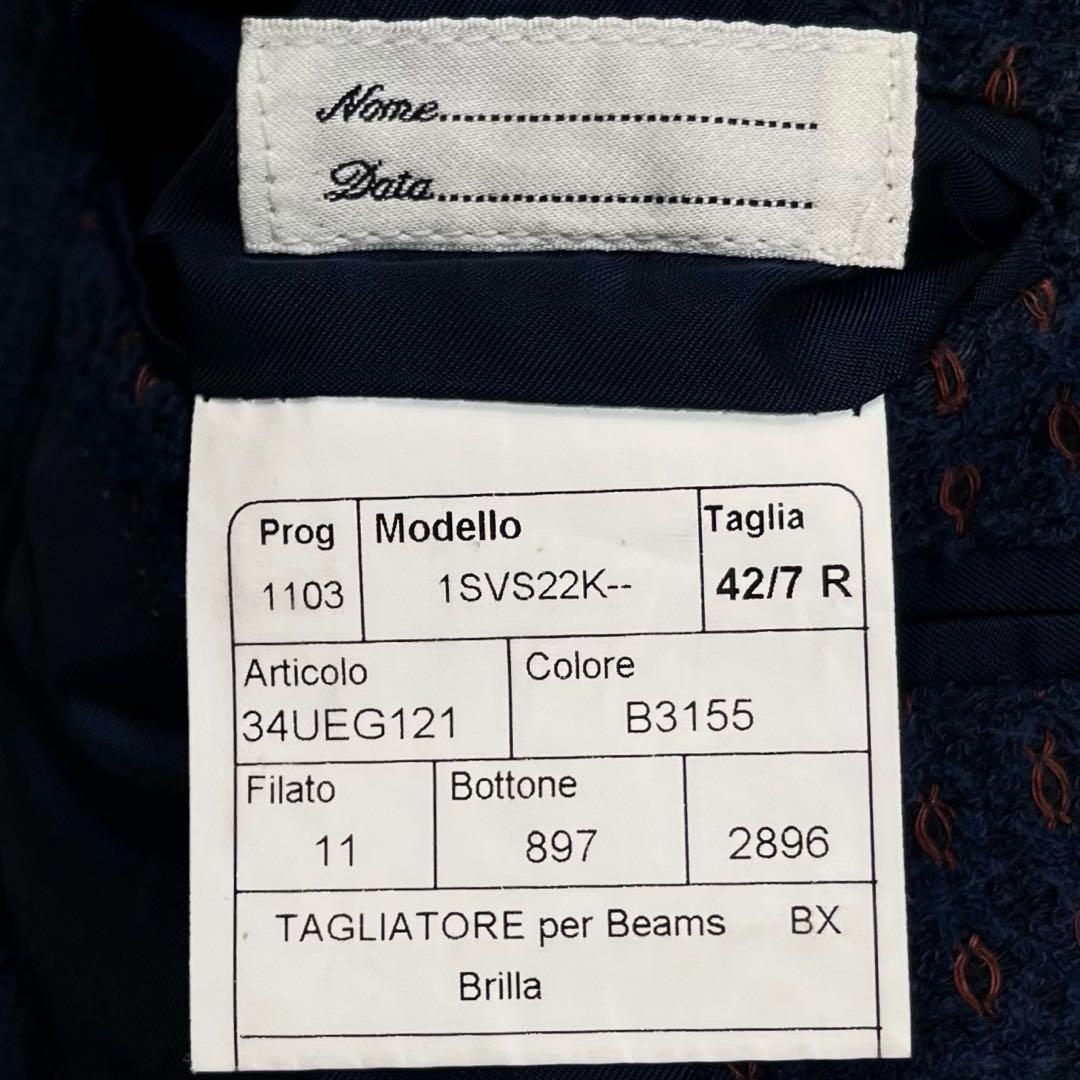 Nome........................................
Data........................................
Prog Modello Taglia
1103 1SVS22K-- 42/7 R
Articolo Colore
34UEG121 B3155
Filato Bottone
11 897 2896
TAGLIATORE per Beams BX
Brilla